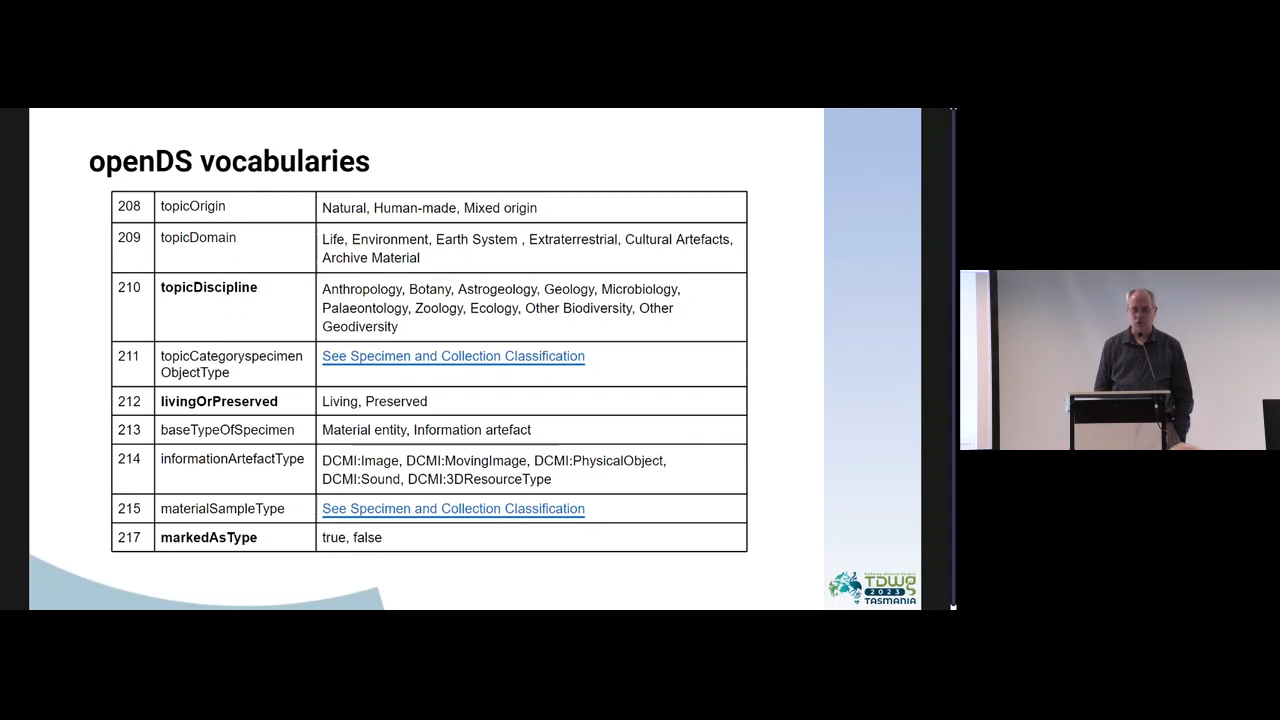 openDS vocabularies
208 topicOrigin Natural, Human-made, Mixed origin
209 topicDomain Life, Environment, Earth System , Extraterrestrial, Cultural Artefacts,
Archive Material
210 topicDiscipline Anthropology, Botany, Astrogeology, Geology, Microbiology,
Palaeontology, Zoology, Ecology, Other Biodiversity, Other
Geodiversity
211 topicCategoryspecimen See Specimen and Collection Classification
ObjectType
212 livingOrPreserved Living, Preserved
213 baseTypeOfSpecimen Material entity, Information artefact
214 informationArtefactType DCMI:Image, DCMI:MovingImage, DCMI:PhysicalObject,
DCMI:Sound, DCMI:3DResourceType
215 materialSampleType See Specimen and Collection Classification
217 markedAsType true, false
TDWG
2023
TASMANIA